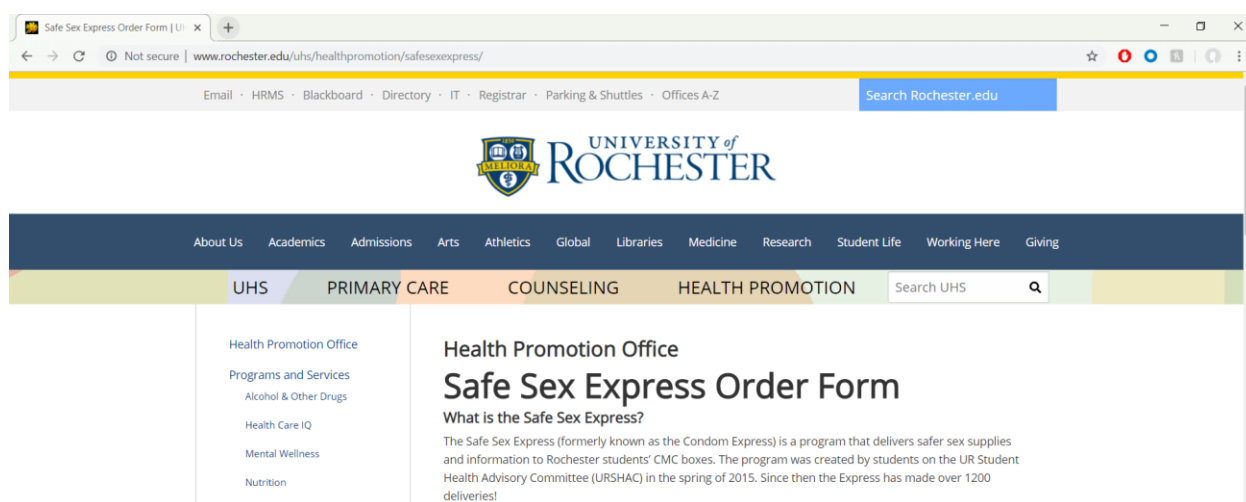 Safe Sex Express Order Form | UH
Not secure | www.rochester.edu/uhs/healthpromotion/safesexexpress/
Email · HRMS · Blackboard · Directory · IT · Registrar · Parking & Shuttles · Offices A-Z
Search Rochester.edu
MELIORA
UNIVERSITY of
ROCHESTER
About Us Academics Admissions Arts Athletics Global Libraries Medicine Research Student Life Working Here Giving
UHS PRIMARY CARE COUNSELING HEALTH PROMOTION Search UHS
Health Promotion Office
Programs and Services
Alcohol & Other Drugs
Health Care IQ
Mental Wellness
Nutrition
Health Promotion Office
Safe Sex Express Order Form
What is the Safe Sex Express?
The Safe Sex Express (formerly known as the Condom Express) is a program that delivers safer sex supplies
and information to Rochester students' CMC boxes. The program was created by students on the UR Student
Health Advisory Committee (URSHAC) in the spring of 2015. Since then the Express has made over 1200
deliveries!